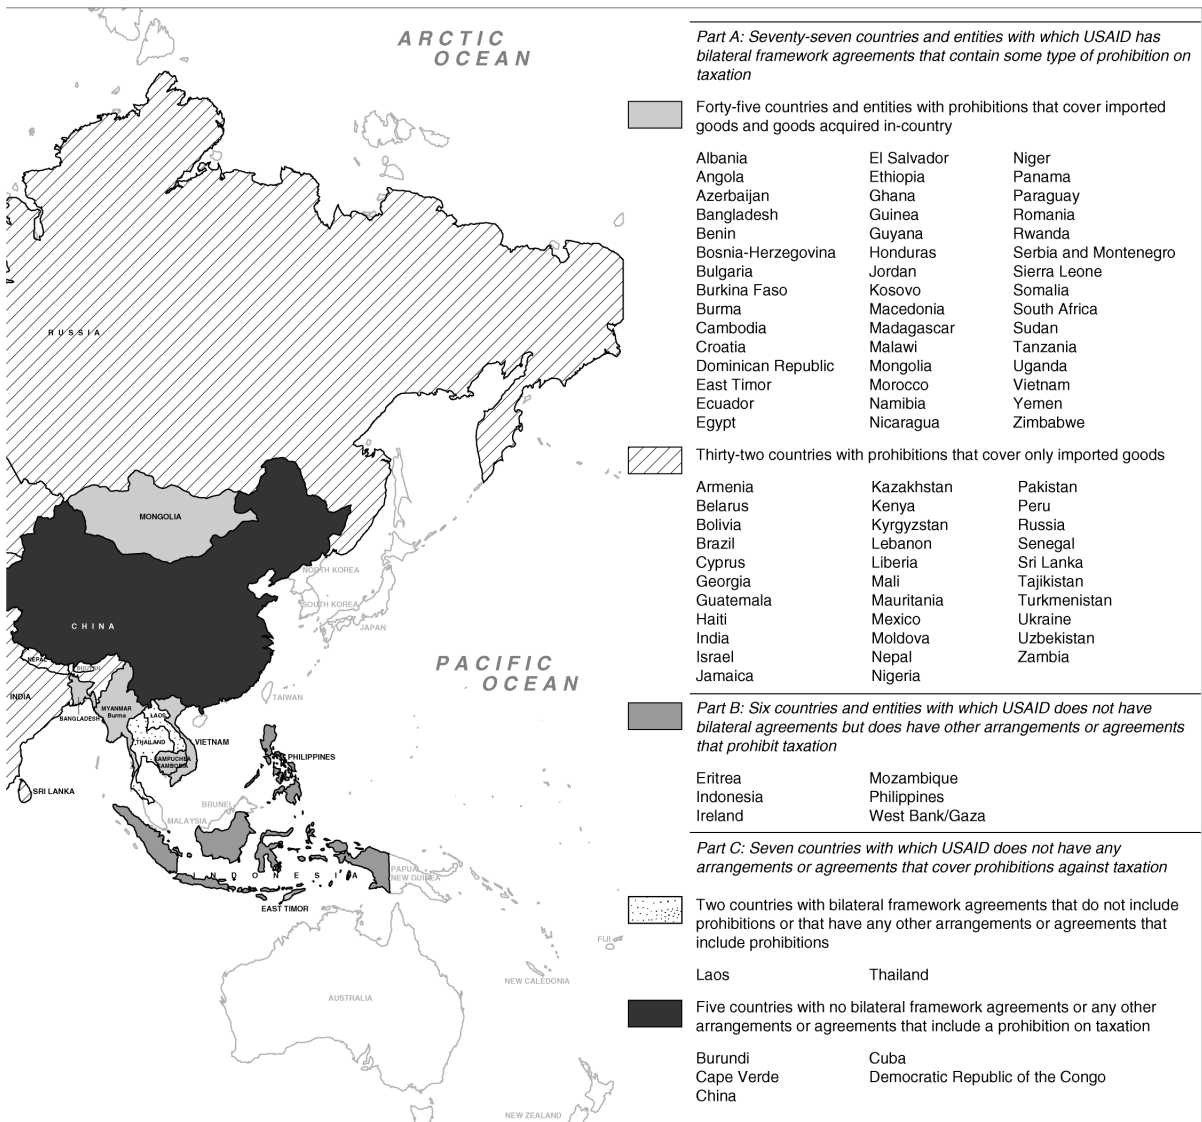 ARCTIC
OCEAN
RUSSIA
MONGOLIA
NORTH KOREA
SOUTH KOREA
JAPAN
CHINA
PACIFIC
OCEAN
NEPAL
BHUTAN
INDIA
TAIWAN
MYANMAR
Burma
LAOS
BANGLADESH
THAILAND
VIETNAM
KAMPUCHEA
CAMBODIA
PHILIPPINES
SRI LANKA
BRUNEI
MALAYSIA
INDONESIA
PAPUA
NEW GUINEA
EAST TIMOR
FIJI
NEW CALEDONIA
AUSTRALIA
NEW ZEALAND
Part A: Seventy-seven countries and entities with which USAID has
bilateral framework agreements that contain some type of prohibition on
taxation
Forty-five countries and entities with prohibitions that cover imported
goods and goods acquired in-country
Albania
Angola
Azerbaijan
Bangladesh
Benin
Bosnia-Herzegovina
Bulgaria
Burkina Faso
Burma
Cambodia
Croatia
Dominican Republic
East Timor
Ecuador
Egypt
El Salvador
Ethiopia
Ghana
Guinea
Guyana
Honduras
Jordan
Kosovo
Macedonia
Madagascar
Malawi
Mongolia
Morocco
Namibia
Nicaragua
Niger
Panama
Paraguay
Romania
Rwanda
Serbia and Montenegro
Sierra Leone
Somalia
South Africa
Sudan
Tanzania
Uganda
Vietnam
Yemen
Zimbabwe
Thirty-two countries with prohibitions that cover only imported goods
Armenia
Belarus
Bolivia
Brazil
Cyprus
Georgia
Guatemala
Haiti
India
Israel
Jamaica
Kazakhstan
Kenya
Kyrgyzstan
Lebanon
Liberia
Mali
Mauritania
Mexico
Moldova
Nepal
Nigeria
Pakistan
Peru
Russia
Senegal
Sri Lanka
Tajikistan
Turkmenistan
Ukraine
Uzbekistan
Zambia
Part B: Six countries and entities with which USAID does not have
bilateral agreements but does have other arrangements or agreements
that prohibit taxation
Eritrea
Indonesia
Ireland
Mozambique
Philippines
West Bank/Gaza
Part C: Seven countries with which USAID does not have any
arrangements or agreements that cover prohibitions against taxation
Two countries with bilateral framework agreements that do not include
prohibitions or that have any other arrangements or agreements that
include prohibitions
Laos
Thailand
Five countries with no bilateral framework agreements or any other
arrangements or agreements that include a prohibition on taxation
Burundi
Cape Verde
China
Cuba
Democratic Republic of the Congo